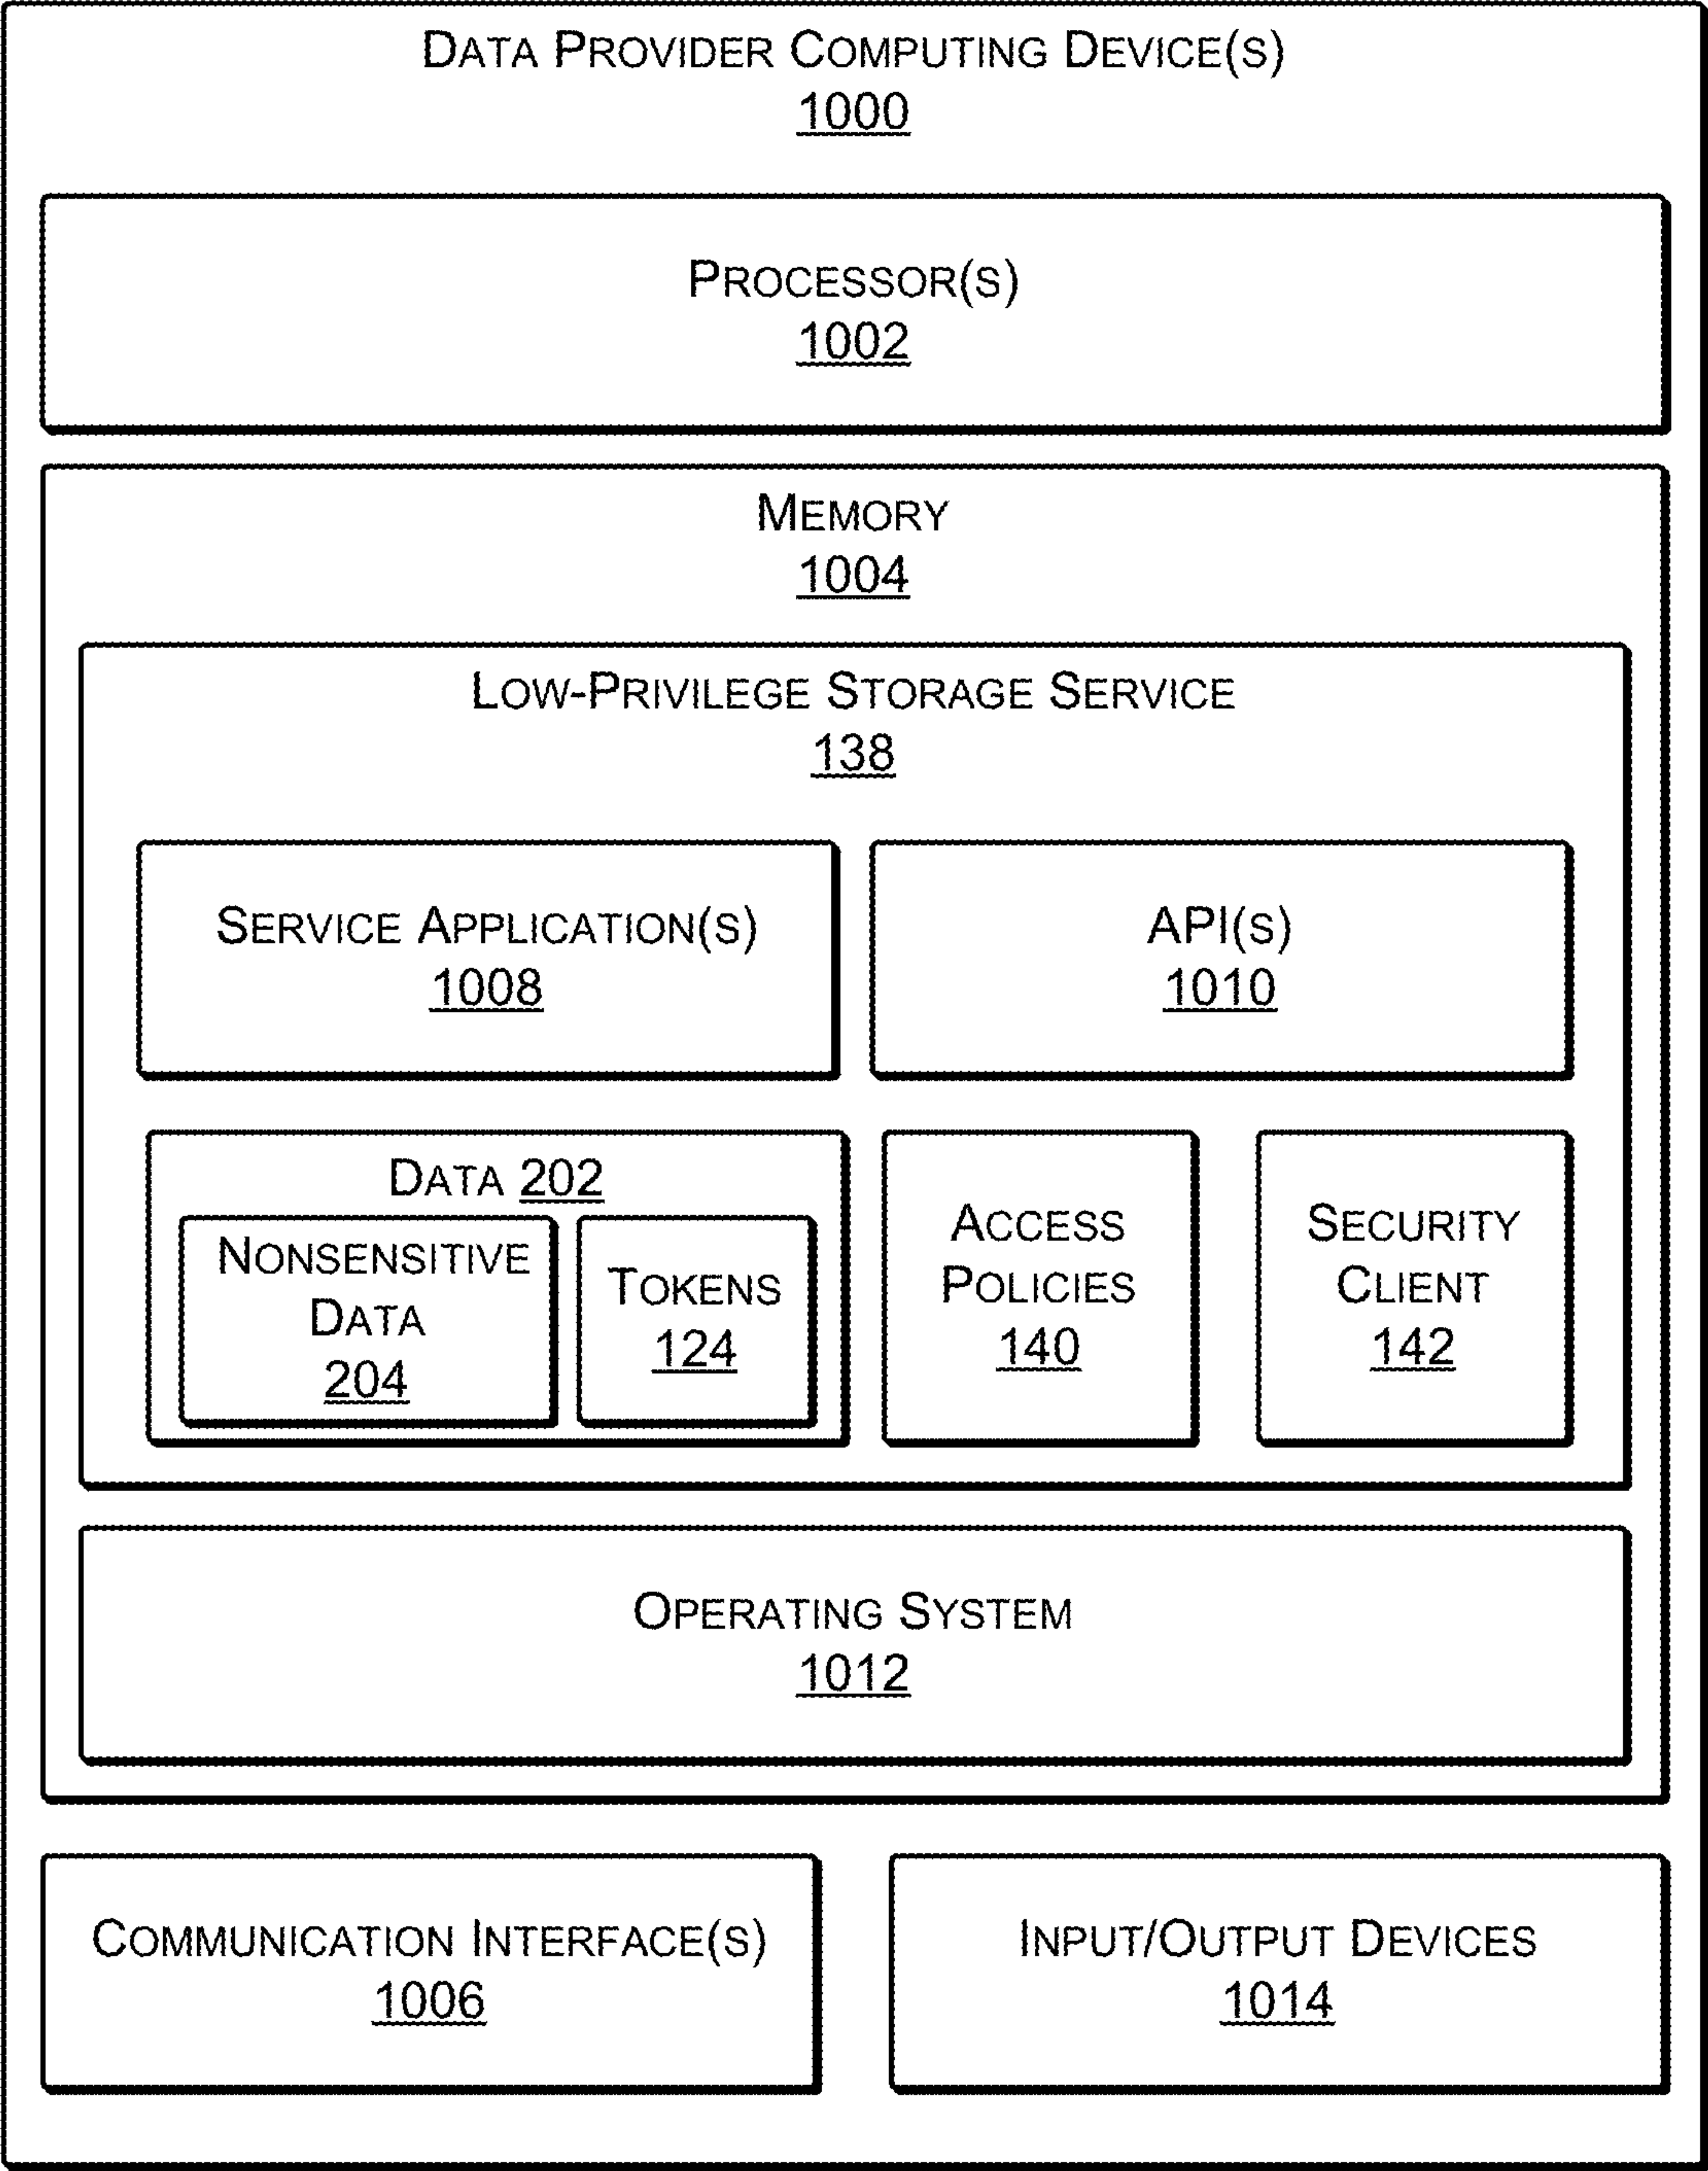 DATA PROVIDER COMPUTING DEVICE(S)
1000
PROCESSOR(S)
1002
MEMORY
1004
LOW-PRIVILEGE STORAGE SERVICE
138
SERVICE APPLICATION(S)
1008
API(S)
1010
DATA 202
NONSENSITIVE
DATA
204
TOKENS
124
ACCESS
POLICIES
140
SECURITY
CLIENT
142
OPERATING SYSTEM
1012
COMMUNICATION INTERFACE(S)
1006
INPUT/OUTPUT DEVICES
1014